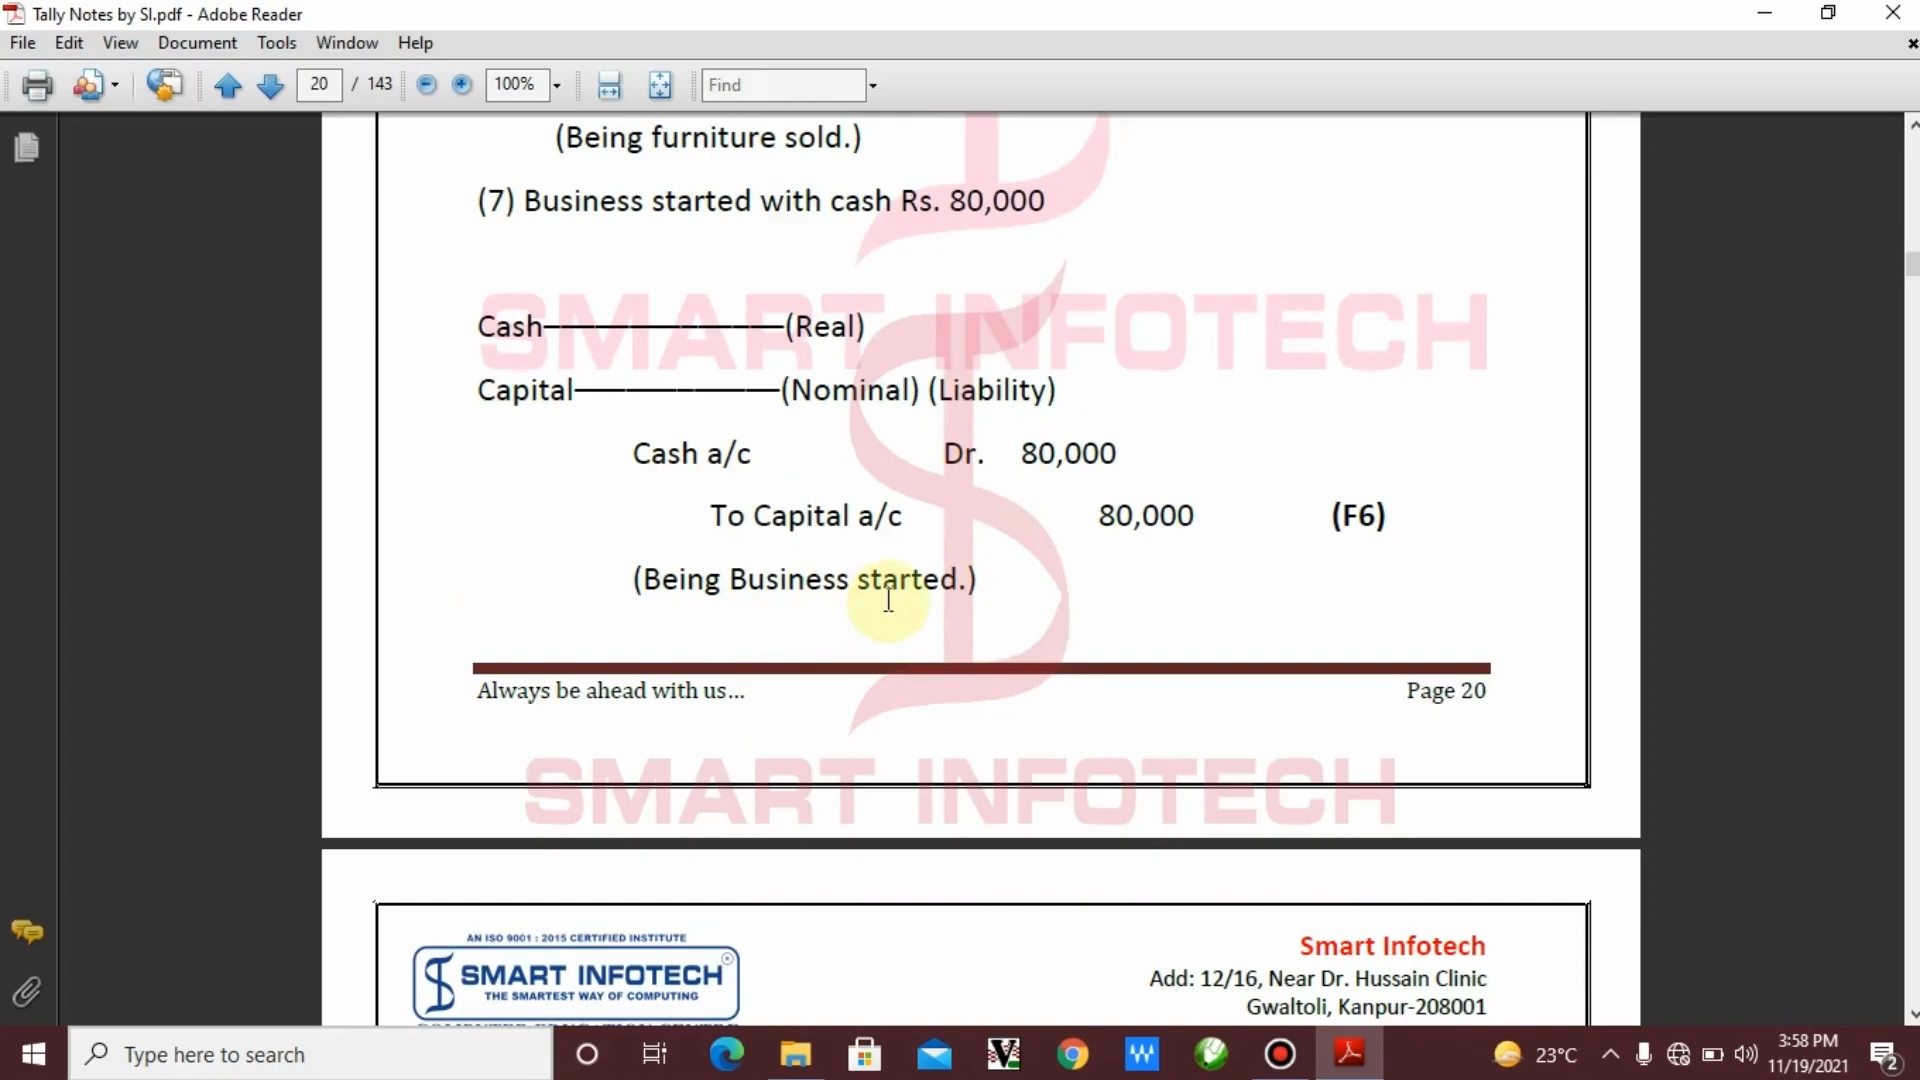 Tally Notes by SI.pdf - Adobe Reader
File Edit View Document Tools Window Help
20 / 143 100% Find
(Being furniture sold.)
(7) Business started with cash Rs. 80,000
SMART INFOTECH
Cash————————(Real)
Capital———————(Nominal) (Liability)
Cash a/c Dr. 80,000
To Capital a/c 80,000 (F6)
(Being Business started.)
Always be ahead with us... Page 20
SMART INFOTECH
AN ISO 9001 : 2015 CERTIFIED INSTITUTE
SMART INFOTECH ®
THE SMARTEST WAY OF COMPUTING
Smart Infotech
Add: 12/16, Near Dr. Hussain Clinic
Gwaltoli, Kanpur-208001
Type here to search
23°C
3:58 PM
11/19/2021
2